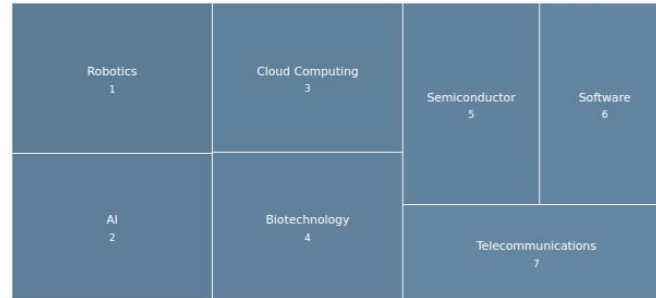 Robotics
1
AI
2
Cloud Computing
3
Biotechnology
4
Semiconductor
5
Software
6
Telecommunications
7